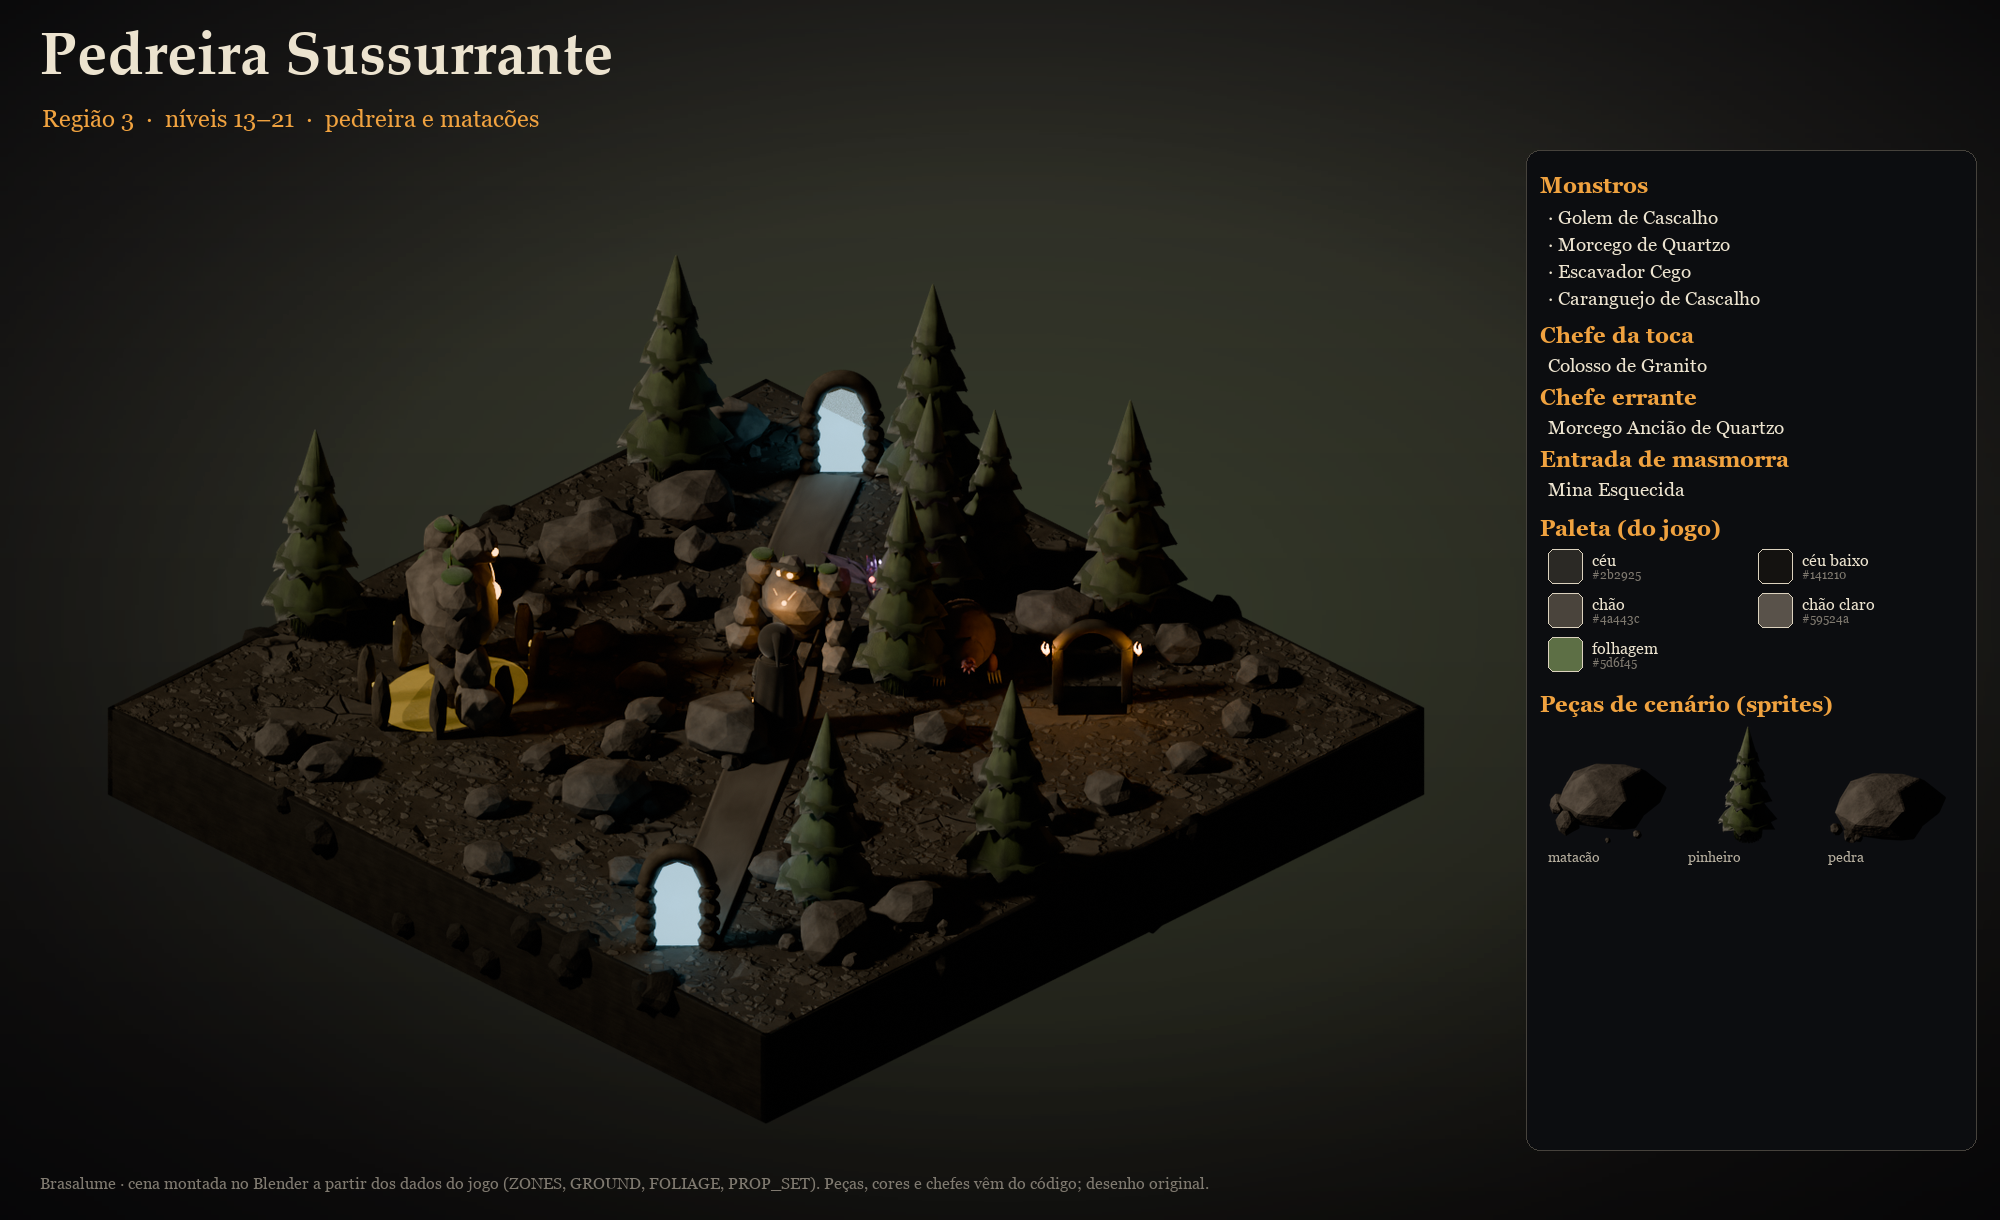 Pedreira Sussurrante
Região 3 · níveis 13–21 · pedreira e matacões
Monstros
· Golem de Cascalho
· Morcego de Quartzo
· Escavador Cego
· Caranguejo de Cascalho
Chefe da toca
Colosso de Granito
Chefe errante
Morcego Ancião de Quartzo
Entrada de masmorra
Mina Esquecida
Paleta (do jogo)
céu
#2b2925
céu baixo
#141210
chão
#4a443c
chão claro
#59524a
folhagem
#5d6f45
Peças de cenário (sprites)
matacão
pinheiro
pedra
Brasalume · cena montada no Blender a partir dos dados do jogo (ZONES, GROUND, FOLIAGE, PROP_SET). Peças, cores e chefes vêm do código; desenho original.